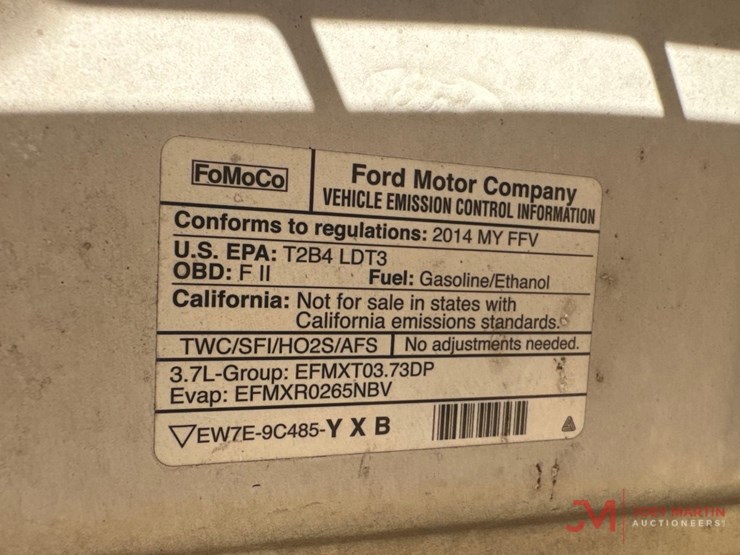 FoMoCo
Ford Motor Company
VEHICLE EMISSION CONTROL INFORMATION
Conforms to regulations: 2014 MY FFV
U.S. EPA: T2B4 LDT3
OBD: F II Fuel: Gasoline/Ethanol
California: Not for sale in states with
California emissions standards.
TWC/SFI/HO2S/AFS No adjustments needed.
3.7L-Group: EFMXT03.73DP
Evap: EFMXR0265NBV
EW7E-9C485-Y X B
MARTIN
AUCTIONEERS!